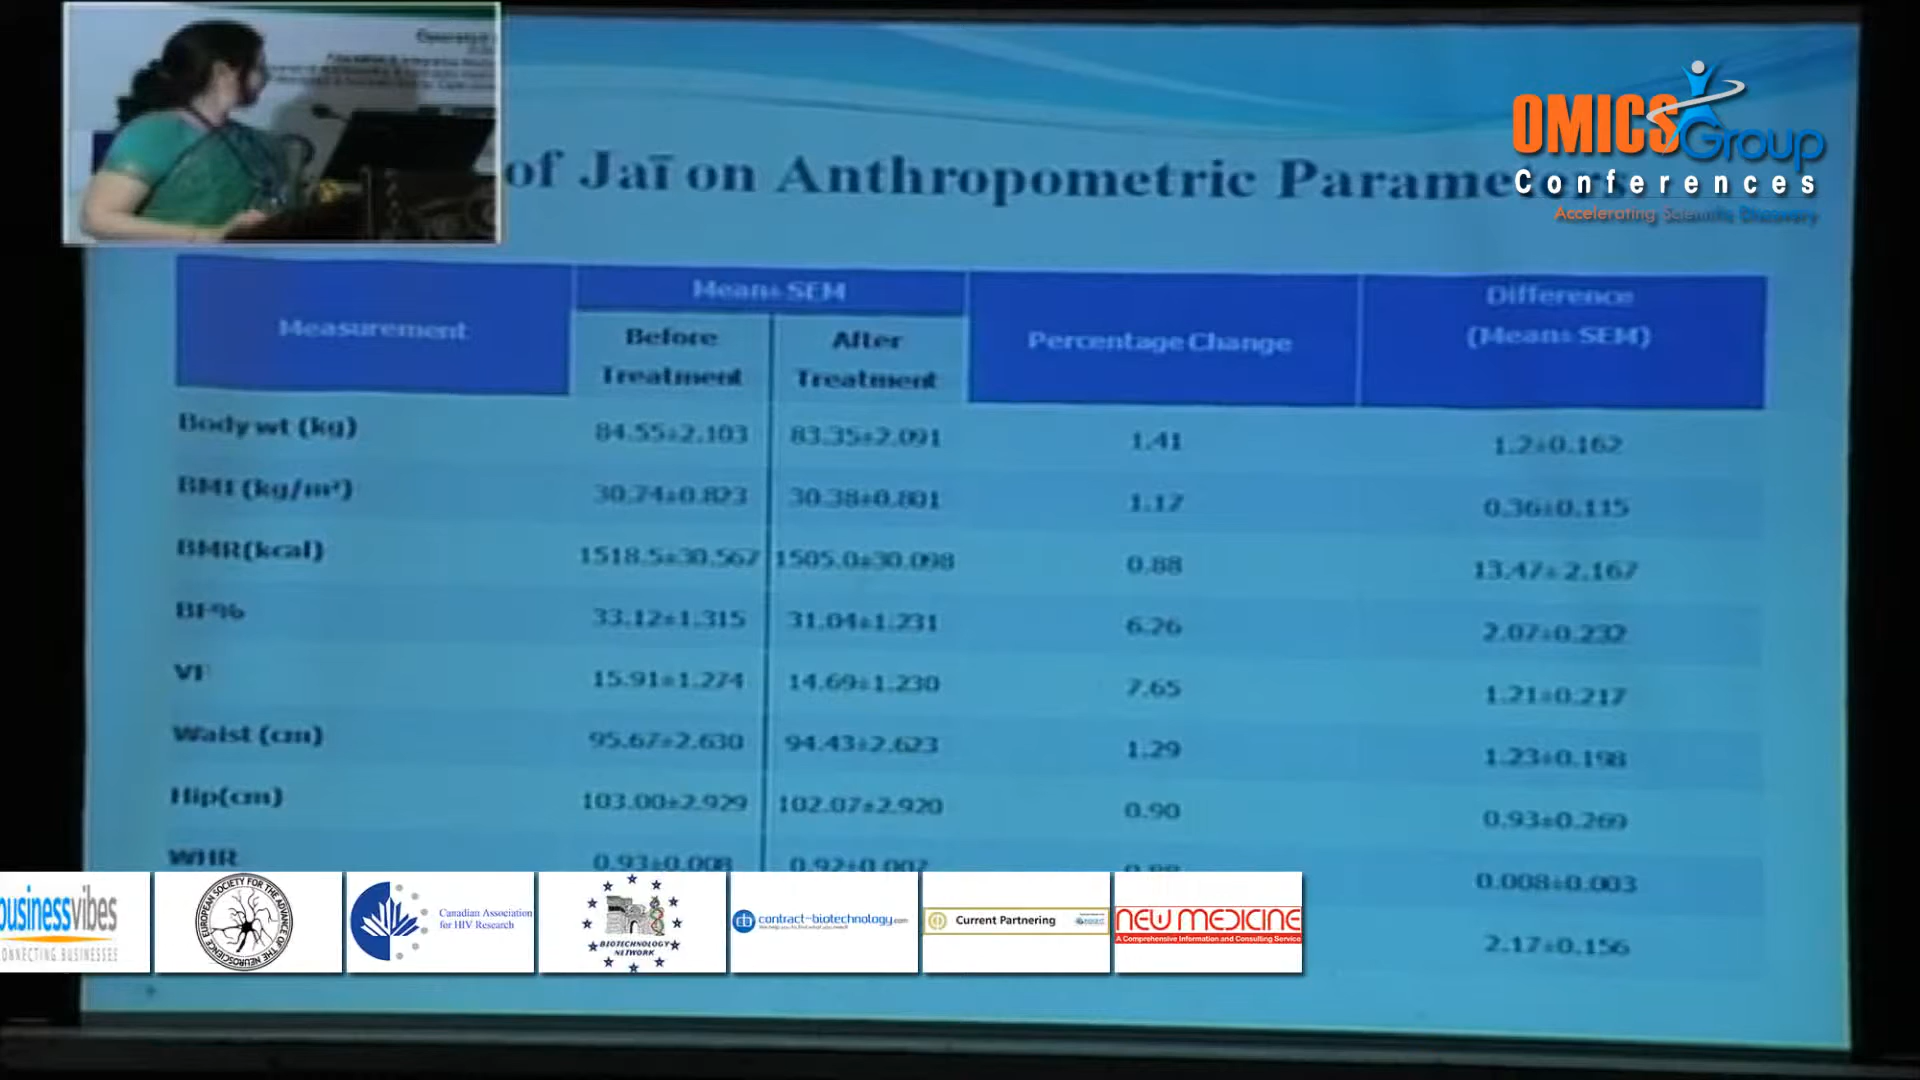 of Jaī on Anthropometric Parame
OMICS Group
Conferences
Accelerating Scientific Discovery
Measurement
Mean± SEM
Before Treatment
After Treatment
Percentage Change
Difference
(Mean± SEM)
Body wt (kg) 84.55±2.103 83.35±2.091 1.41 1.2±0.162
BMI (kg/m²) 30.74±0.823 30.38±0.801 1.17 0.36±0.115
BMR(kcal) 1518.5±30.567 1505.0±30.098 0.88 13.47±2.167
BF% 33.12±1.315 31.04±1.231 6.26 2.07±0.232
VF 15.91±1.274 14.69±1.230 7.65 1.21±0.217
Waist (cm) 95.67±2.630 94.43±2.623 1.29 1.23±0.198
Hip(cm) 103.00±2.929 102.07±2.920 0.90 0.93±0.269
WHR 0.93±0.008 0.92±0.007 0.008±0.003
2.17±0.156
businessvibes
CONNECTING BUSINESSES
EUROPEAN SOCIETY FOR THE ADVANCE OF THE NEUROSCIENCE
Canadian Association
for HIV Research
BIOTECHNOLOGY
NETWORK
contract-biotechnology.com
Current Partnering
NEW MEDICINE
A Comprehensive Information and Consulting Service